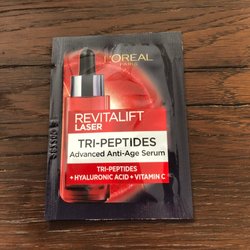 L'ORÉAL
PARIS
REVITALIFT
LASER
TRI-PEPTIDES
Advanced Anti-Age Serum
TRI-PEPTIDES
+ HYALURONIC ACID + VITAMIN C